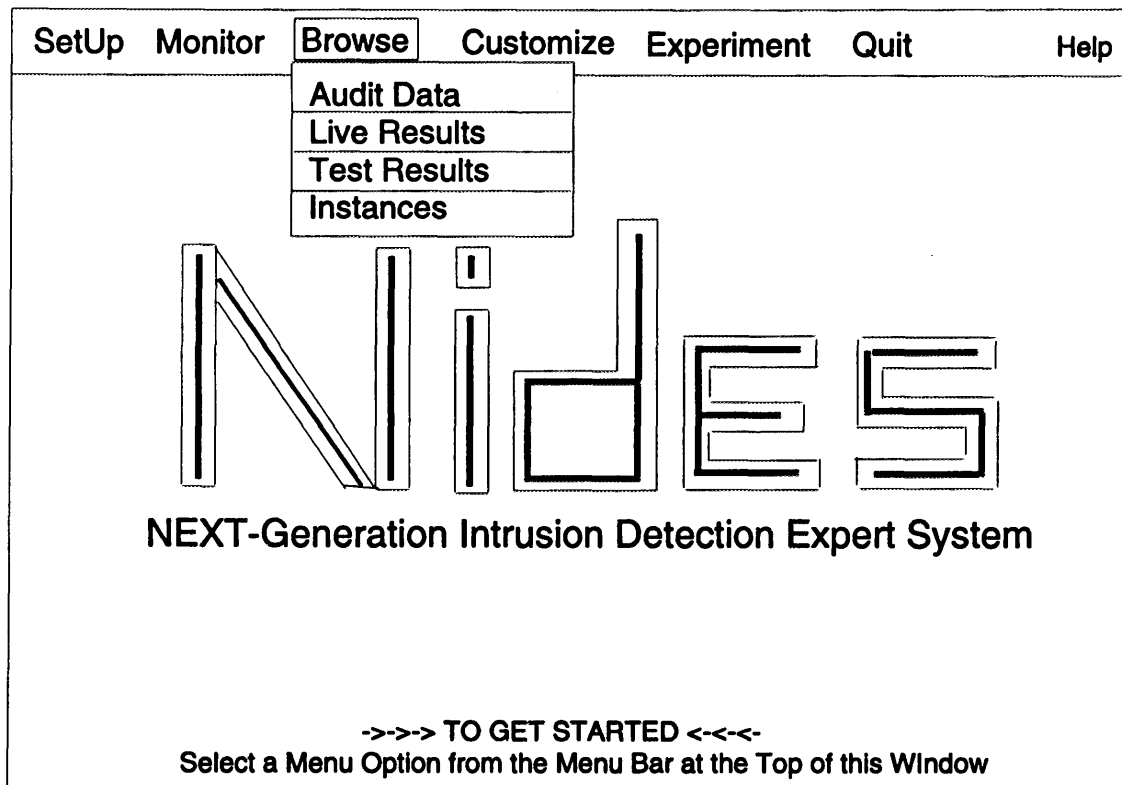 SetUp Monitor Browse Customize Experiment Quit Help
Audit Data
Live Results
Test Results
Instances
NidES
NEXT-Generation Intrusion Detection Expert System
->->-> TO GET STARTED <-<-<-
Select a Menu Option from the Menu Bar at the Top of this Window